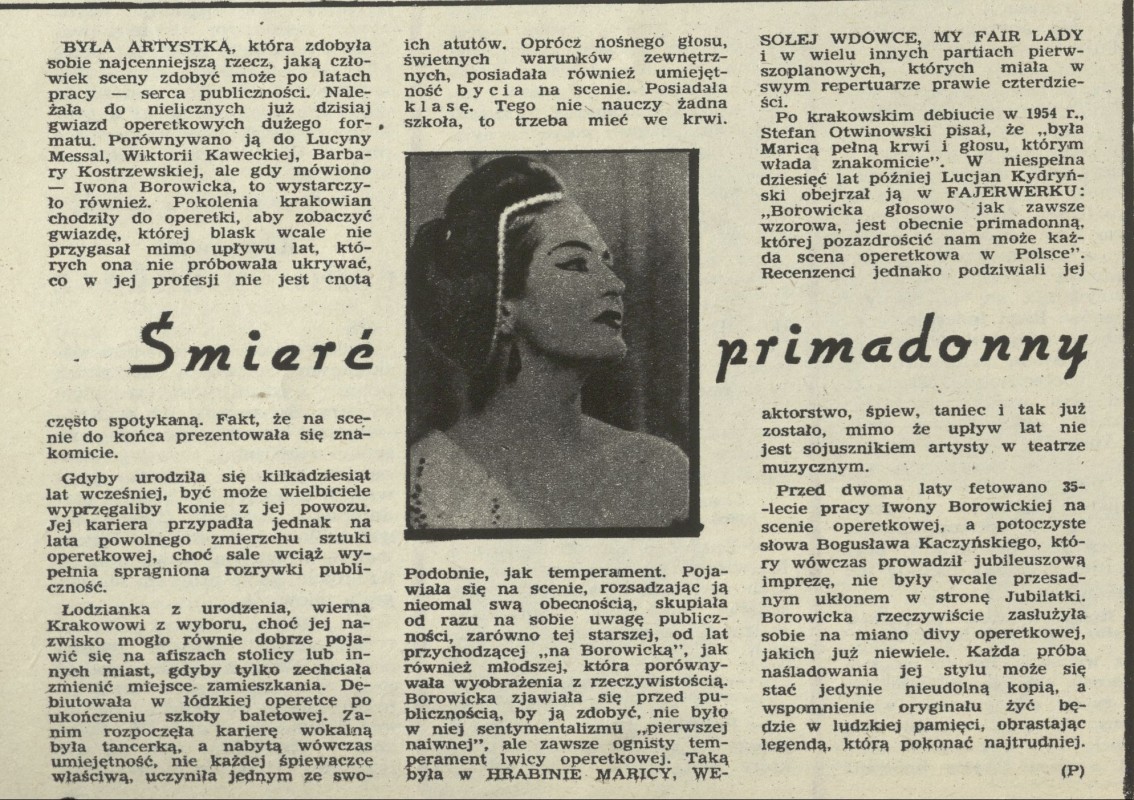 BYŁA ARTYSTKĄ, która zdobyła
sobie najcenniejszą rzecz, jaką czło-
wiek sceny zdobyć może po latach
pracy — serca publiczności. Nale-
żała do nielicznych już dzisiaj
gwiazd operetkowych dużego for-
matu. Porównywano ją do Lucyny
Messal, Wiktorii Kaweckiej, Barba-
ry Kostrzewskiej, ale gdy mówiono
— Iwona Borowicka, to wystarczy-
ło również. Pokolenia krakowian
chodziły do operetki, aby zobaczyć
gwiazdę, której blask wcale nie
przygasał mimo upływu lat, któ-
rych ona nie próbowała ukrywać,
co w jej profesji nie jest cnotą
Śmierć primadonny
często spotykaną. Fakt, że na sce-
nie do końca prezentowała się zna-
komicie.
Gdyby urodziła się kilkadziesiąt
lat wcześniej, być może wielbiciele
wyprzęgaliby konie z jej powozu.
Jej kariera przypadła jednak na
lata powolnego zmierzchu sztuki
operetkowej, choć sale wciąż wy-
pełnia spragniona rozrywki publi-
czność.
Łodzianka z urodzenia, wierna
Krakowowi z wyboru, choć jej na-
zwisko mogło równie dobrze poja-
wić się na afiszach stolicy lub in-
nych miast, gdyby tylko zechciała
zmienić miejsce zamieszkania. De-
biutowała w łódzkiej operetce po
ukończeniu szkoły baletowej. Za-
nim rozpoczęła karierę wokalną
była tancerką, a nabytą wówczas
umiejętność, nie każdej śpiewaczce
właściwą, uczyniła jednym ze swo-
ich atutów. Oprócz nośnego głosu,
świetnych warunków zewnętrz-
nych, posiadała również umiejęt-
ność bycia na scenie. Posiadała
klasę. Tego nie nauczy żadna
szkoła, to trzeba mieć we krwi.
Podobnie, jak temperament. Poja-
wiała się na scenie, rozsadzając ją
nieomal swą obecnością, skupiała
od razu na sobie uwagę publicz-
ności, zarówno tej starszej, od lat
przychodzącej „na Borowicką”, jak
również młodszej, która porówny-
wała wyobrażenia z rzeczywistością.
Borowicka zjawiała się przed pu-
blicznością, by ją zdobyć, nie było
w niej sentymentalizmu „pierwszej
naiwnej”, ale zawsze ognisty tem-
perament lwicy operetkowej. Taką
była w HRABINIE MARICY, WE-
SOŁEJ WDÓWCE, MY FAIR LADY
i w wielu innych partiach pierw-
szoplanowych, których miała w
swym repertuarze prawie czterdzie-
ści.
Po krakowskim debiucie w 1954 r.,
Stefan Otwinowski pisał, że „była
Maricą pełną krwi i głosu, którym
włada znakomicie”. W niespełna
dziesięć lat później Lucjan Kydryń-
ski obejrzał ją w FAJERWERKU:
„Borowicka głosowo jak zawsze
wzorowa, jest obecnie primadonną,
której pozazdrościć nam może każ-
da scena operetkowa w Polsce”.
Recenzenci jednako podziwiali jej
aktorstwo, śpiew, taniec i tak już
zostało, mimo że upływ lat nie
jest sojusznikiem artysty w teatrze
muzycznym.
Przed dwoma laty fetowano 35-
-lecie pracy Iwony Borowickiej na
scenie operetkowej, a potoczyste
słowa Bogusława Kaczyńskiego, któ-
ry wówczas prowadził jubileuszową
imprezę, nie były wcale przesad-
nym ukłonem w stronę Jubilatki.
Borowicka rzeczywiście zasłużyła
sobie na miano divy operetkowej,
jakich już niewiele. Każda próba
naśladowania jej stylu może się
stać jedynie nieudolną kopią, a
wspomnienie oryginału żyć bę-
dzie w ludzkiej pamięci, obrastając
legendą, którą pokonać najtrudniej.
(P)